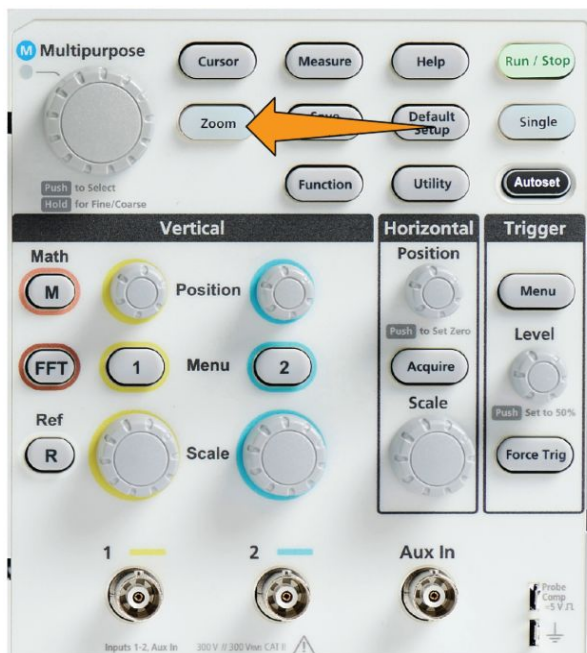 M Multipurpose
Cursor
Measure
Help
Run / Stop
Zoom
Save
Default
Setup
Single
Push to Select
Hold for Fine/Coarse
Function
Utility
Autoset
Vertical
Horizontal
Trigger
Math
M
Position
Position
Push to Set Zero
Menu
FFT
1
Menu
2
Acquire
Level
Push Set to 50%
Ref
R
Scale
Scale
Force Trig
1
2
Aux In
Probe
Comp
Inputs 1-2, Aux In